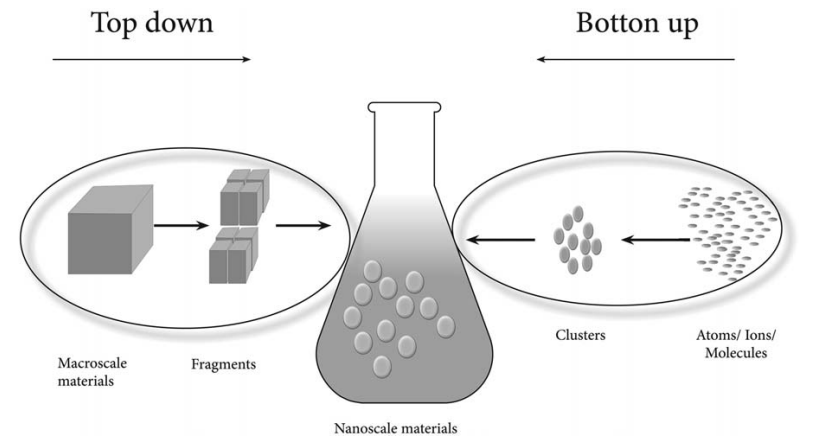 Top down
Botton up
Macroscale
materials
Fragments
Clusters
Atoms/ Ions/
Molecules
Nanoscale materials